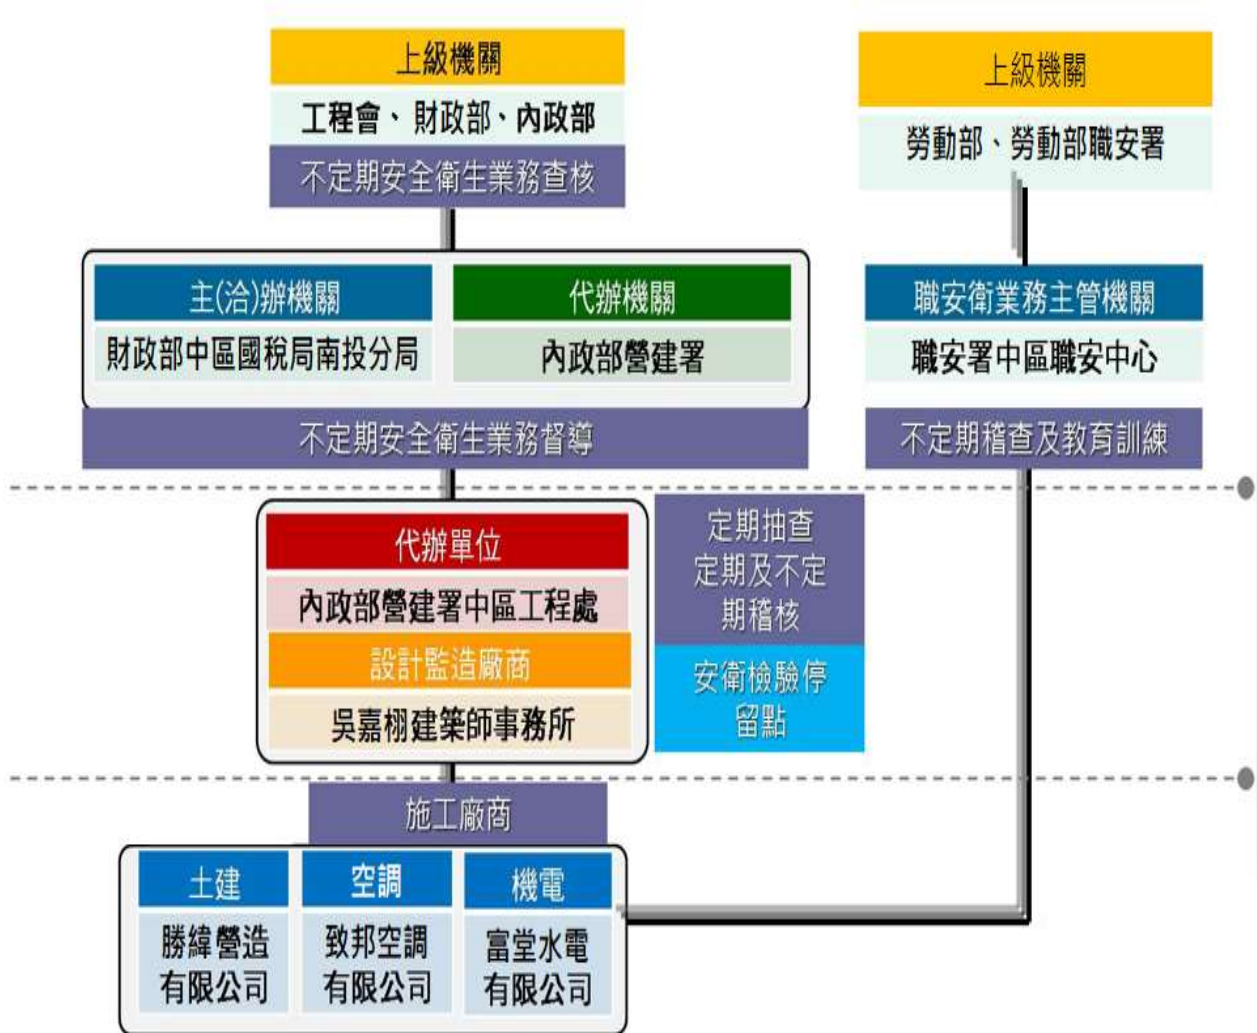 上級機關
工程會、財政部、內政部
不定期安全衛生業務查核
上級機關
勞動部、勞動部職安署
主(洽)辦機關
財政部中區國稅局南投分局
代辦機關
內政部營建署
不定期安全衛生業務督導
職安衛業務主管機關
職安署中區職安中心
不定期稽查及教育訓練
代辦單位
內政部營建署中區工程處
設計監造廠商
吳嘉栩建築師事務所
定期抽查
定期及不定
期稽核
安衛檢驗停
留點
施工廠商
土建
勝緯營造
有限公司
空調
致邦空調
有限公司
機電
富堂水電
有限公司